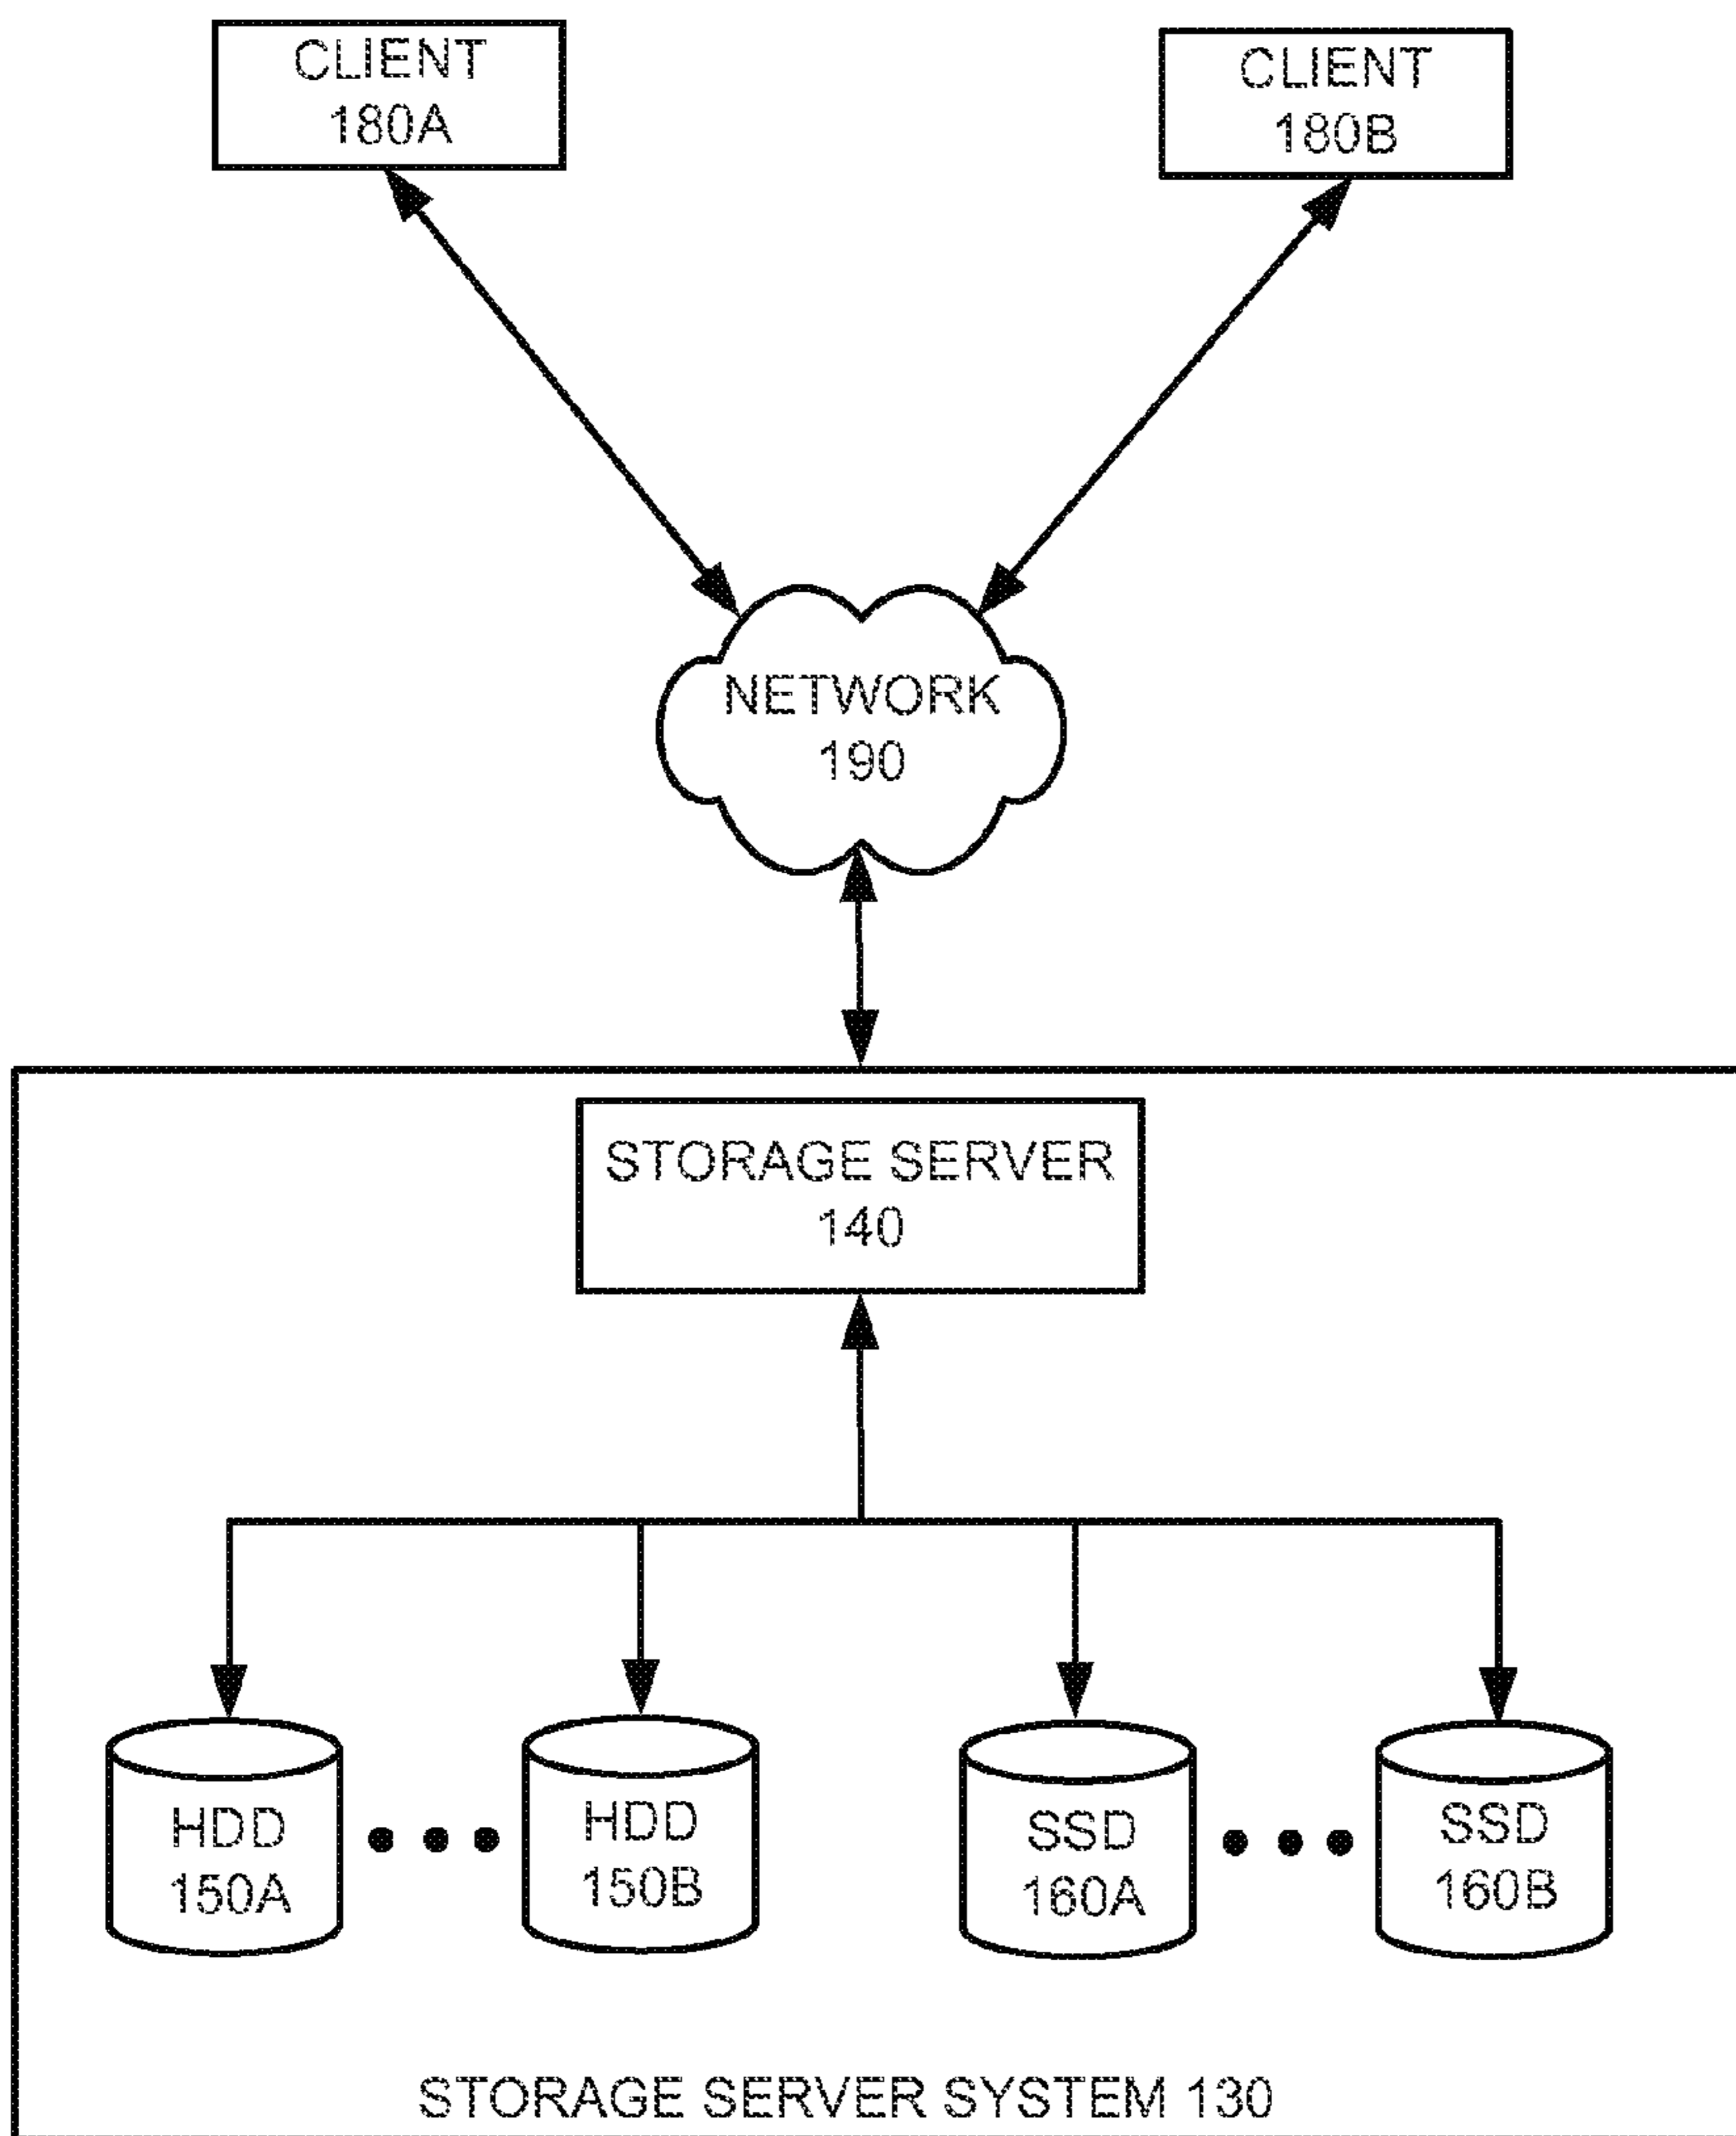 CLIENT
180A
CLIENT
180B
NETWORK
190
STORAGE SERVER
140
HDD
150A
HDD
150B
SSD
160A
SSD
160B
STORAGE SERVER SYSTEM 130